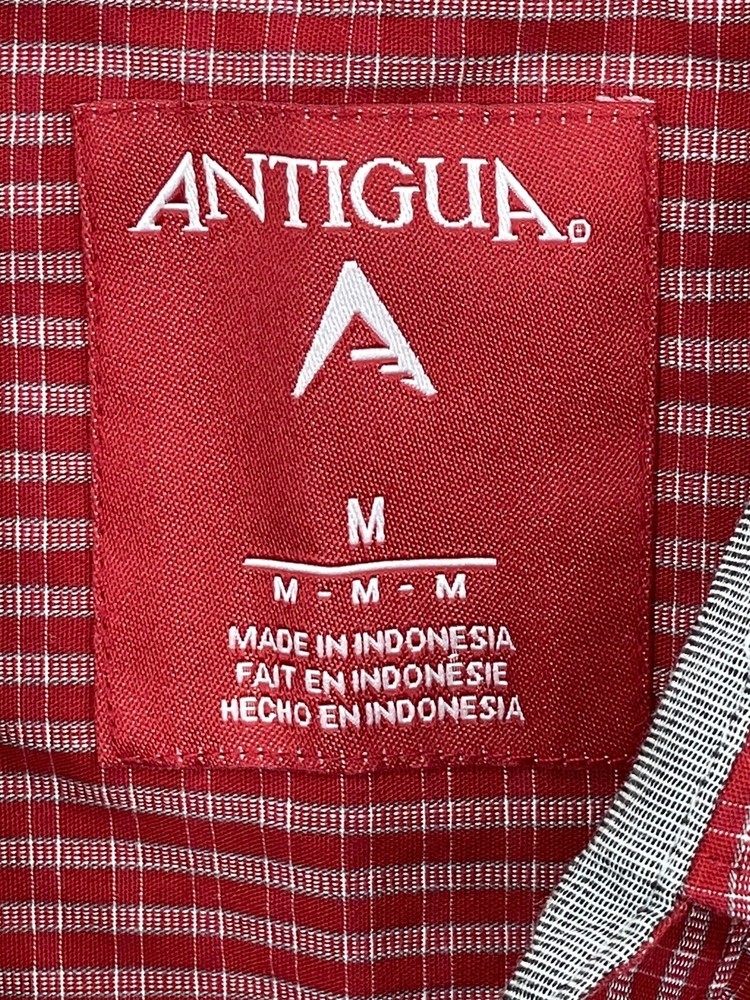 ANTIGUA®
M
M - M - M
MADE IN INDONESIA
FAIT EN INDONÉSIE
HECHO EN INDONESIA